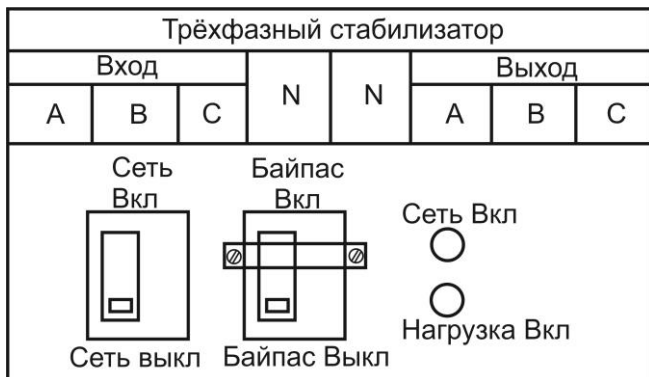 Трёхфазный стабилизатор
Вход
Выход
A B C N N A B C
Сеть Вкл
Байпас Вкл
Сеть Вкл
Нагрузка Вкл
Сеть выкл
Байпас Выкл